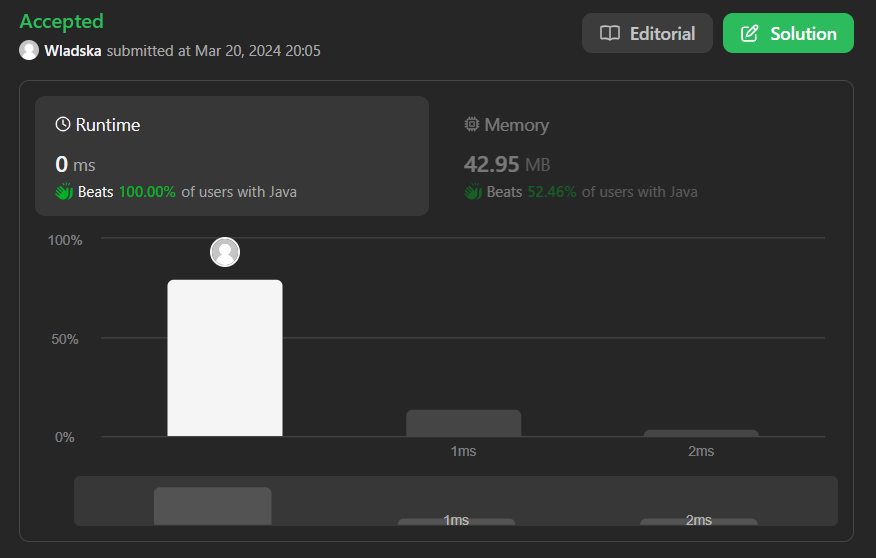 Accepted
Wladska submitted at Mar 20, 2024 20:05
Editorial
Solution
Runtime
0 ms
Beats 100.00% of users with Java
Memory
42.95 MB
Beats 52.46% of users with Java
100%
50%
0%
1ms
2ms
1ms
2ms